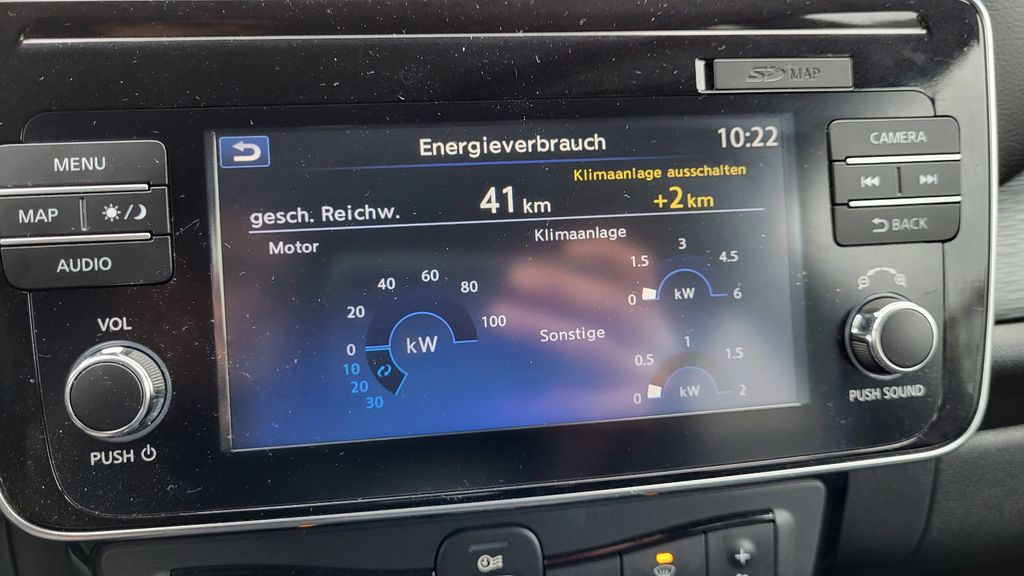 SD MAP
Energieverbrauch 10:22
Klimaanlage ausschalten
gesch. Reichw. 41 km +2 km
Motor
0 20 40 60 80 100
kW
10
20
30
Klimaanlage
0 1.5 3 4.5 6
kW
Sonstige
0 0.5 1 1.5 2
kW
MENU
MAP /
AUDIO
VOL
PUSH
CAMERA
BACK
PUSH SOUND